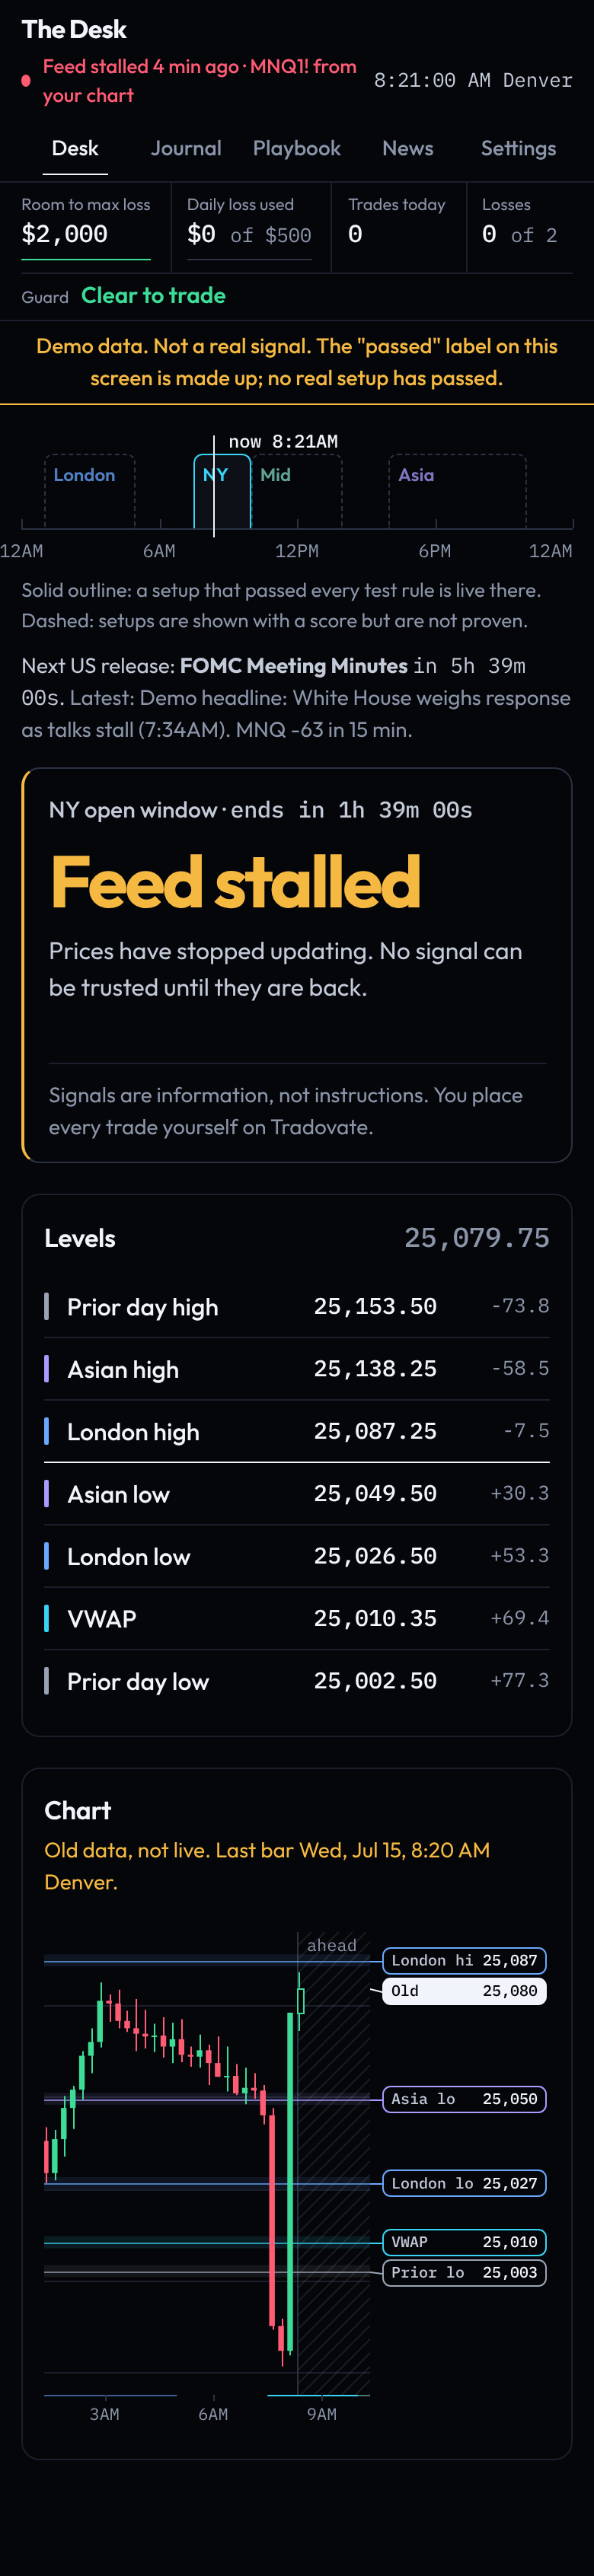 The Desk
Feed stalled 4 min ago · MNQ1! from
your chart
8:21:00 AM Denver
Desk Journal Playbook News Settings
Room to max loss
$2,000
Daily loss used
$0 of $500
Trades today
0
Losses
0 of 2
Guard Clear to trade
Demo data. Not a real signal. The "passed" label on this
screen is made up; no real setup has passed.
now 8:21AM
London NY Mid Asia
12AM 6AM 12PM 6PM 12AM
Solid outline: a setup that passed every test rule is live there.
Dashed: setups are shown with a score but are not proven.
Next US release: FOMC Meeting Minutes in 5h 39m
00s. Latest: Demo headline: White House weighs response
as talks stall (7:34AM). MNQ -63 in 15 min.
NY open window · ends in 1h 39m 00s
Feed stalled
Prices have stopped updating. No signal can
be trusted until they are back.
Signals are information, not instructions. You place
every trade yourself on Tradovate.
Levels 25,079.75
Prior day high 25,153.50 -73.8
Asian high 25,138.25 -58.5
London high 25,087.25 -7.5
Asian low 25,049.50 +30.3
London low 25,026.50 +53.3
VWAP 25,010.35 +69.4
Prior day low 25,002.50 +77.3
Chart
Old data, not live. Last bar Wed, Jul 15, 8:20 AM
Denver.
ahead
London hi 25,087
Old 25,080
Asia lo 25,050
London lo 25,027
VWAP 25,010
Prior lo 25,003
3AM 6AM 9AM